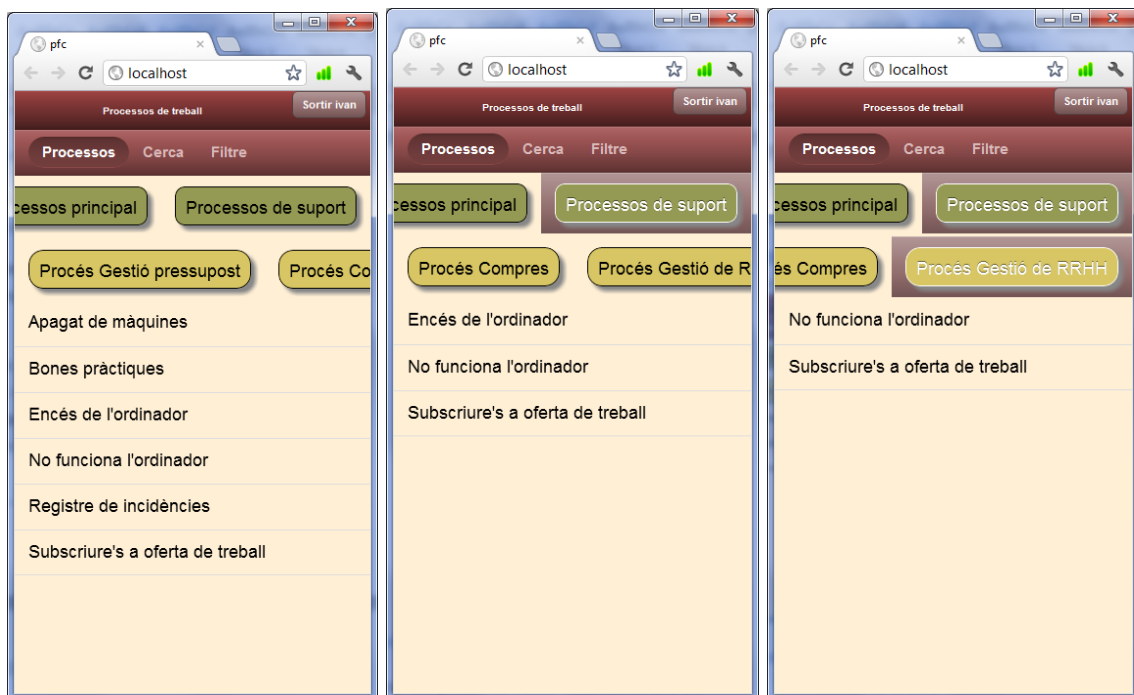 pfc
localhost
Processos de treball
Sortir ivan
Processos Cerca Filtre
cessos principal Processos de suport
Procés Gestió pressupost Procés Co
Apagat de màquines
Bones pràctiques
Encés de l'ordinador
No funciona l'ordinador
Registre de incidències
Subscriure's a oferta de treball
pfc
localhost
Processos de treball
Sortir ivan
Processos Cerca Filtre
cessos principal Processos de suport
Procés Compres Procés Gestió de R
Encés de l'ordinador
No funciona l'ordinador
Subscriure's a oferta de treball
pfc
localhost
Processos de treball
Sortir ivan
Processos Cerca Filtre
cessos principal Processos de suport
és Compres Procés Gestió de RRHH
No funciona l'ordinador
Subscriure's a oferta de treball